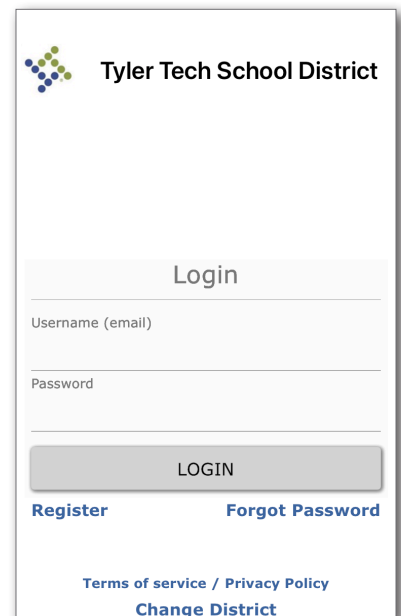 Tyler Tech School District
Login
Username (email)
Password
LOGIN
Register Forgot Password
Terms of service / Privacy Policy
Change District